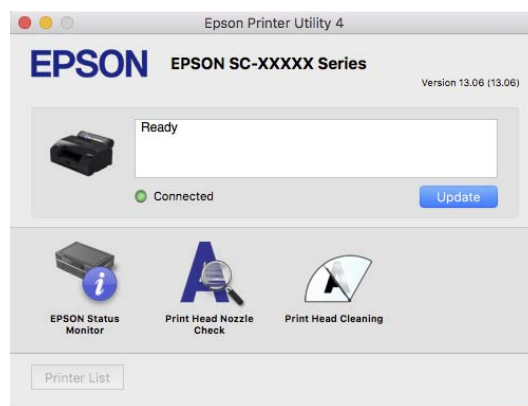 Epson Printer Utility 4
EPSON
EPSON SC-XXXXX Series
Version 13.06 (13.06)
Ready
Connected
Update
EPSON Status
Monitor
Print Head Nozzle
Check
Print Head Cleaning
Printer List